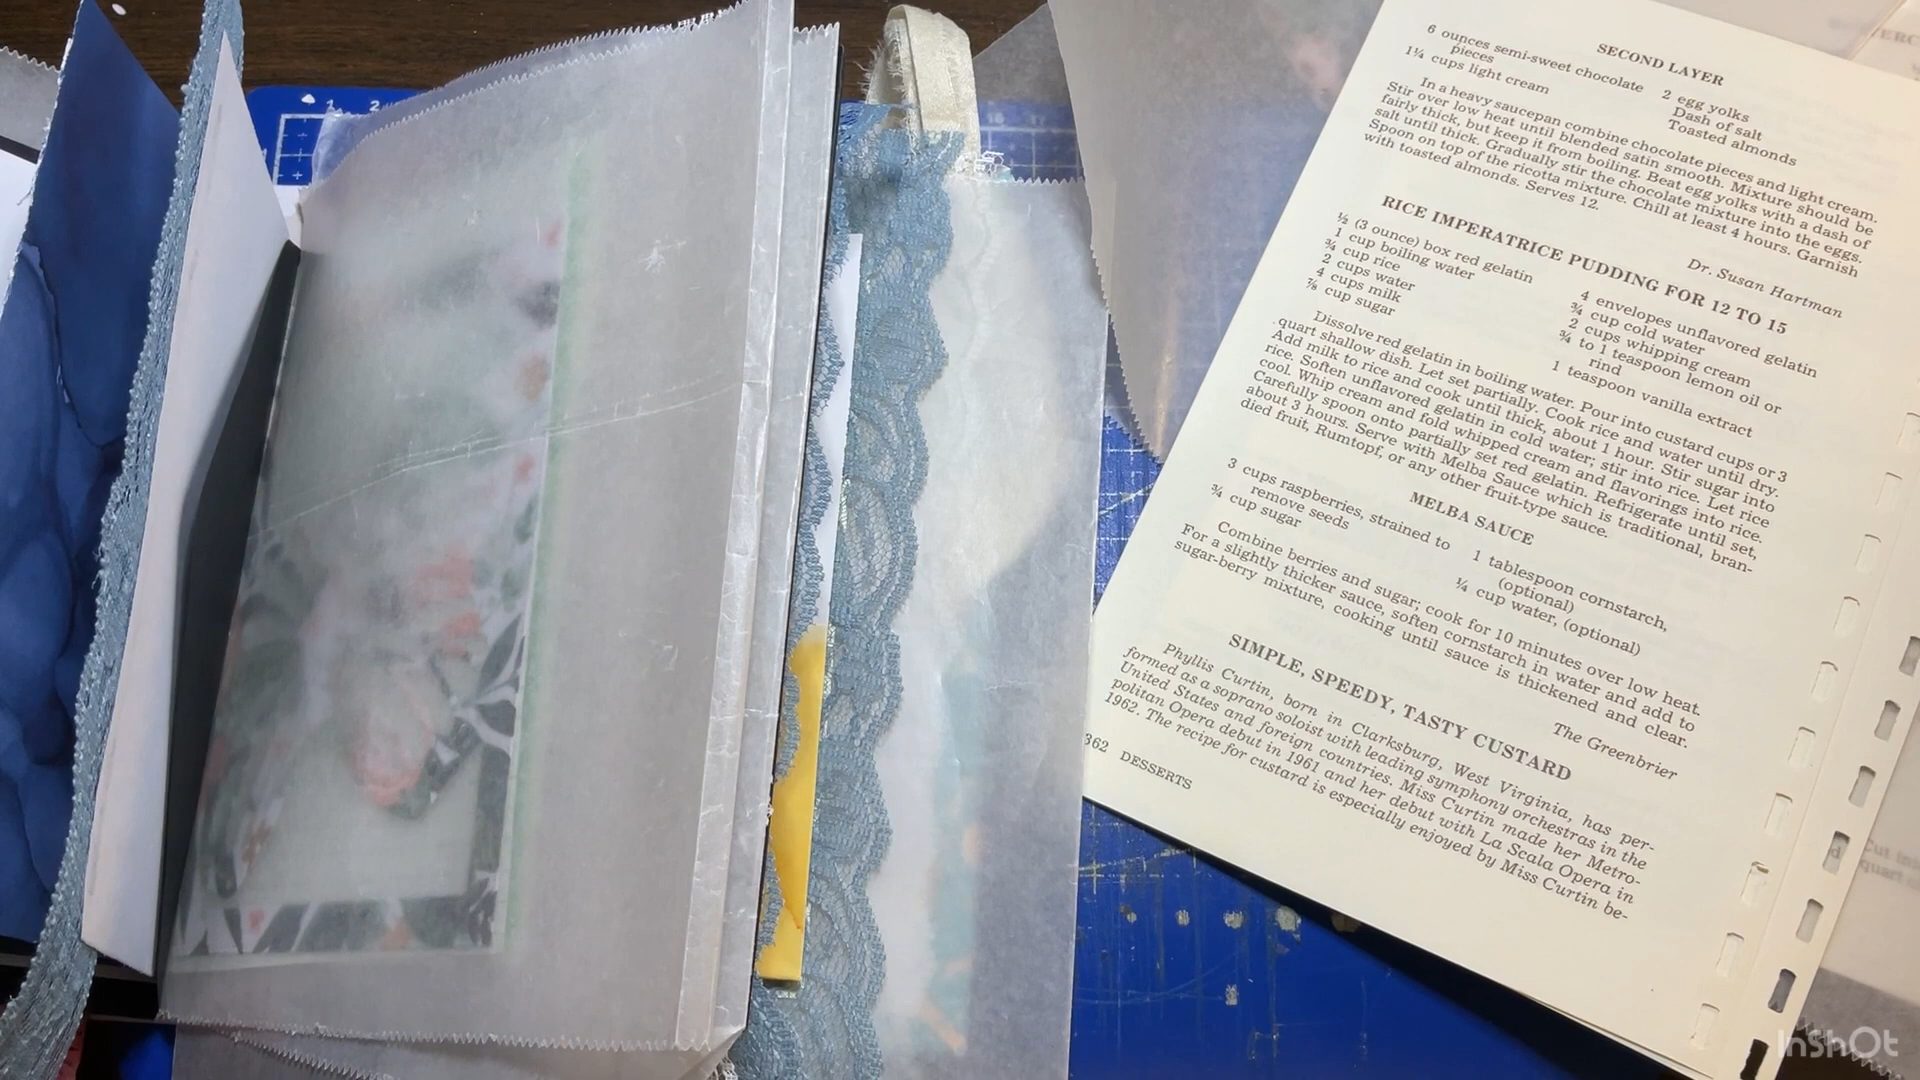 SECOND LAYER
6 ounces semi-sweet chocolate
pieces
1¼ cups light cream
2 egg yolks
Dash of salt
Toasted almonds
In a heavy saucepan combine chocolate pieces and light cream.
Stir over low heat until blended satin smooth. Mixture should be
fairly thick, but keep it from boiling. Beat egg yolks with a dash of
salt until thick. Gradually stir the chocolate mixture into the eggs.
Spoon on top of the ricotta mixture. Chill at least 4 hours. Garnish
with toasted almonds. Serves 12.
Dr. Susan Hartman
RICE IMPERATRICE PUDDING FOR 12 TO 15
½ (3 ounce) box red gelatin
1 cup boiling water
¾ cup rice
2 cups water
4 cups milk
⅞ cup sugar
4 envelopes unflavored gelatin
¾ cup cold water
2 cups whipping cream
¾ to 1 teaspoon lemon oil or
rind
1 teaspoon vanilla extract
Dissolve red gelatin in boiling water. Pour into custard cups or 3
quart shallow dish. Let set partially. Cook rice and water until dry.
Add milk to rice and cook until thick, about 1 hour. Stir sugar into
rice. Soften unflavored gelatin in cold water; stir into rice. Let rice
cool. Whip cream and fold whipped cream and flavorings into rice.
Carefully spoon onto partially set red gelatin. Refrigerate until set,
about 3 hours. Serve with Melba Sauce which is traditional, bran-
died fruit, Rumtopf, or any other fruit-type sauce.
MELBA SAUCE
3 cups raspberries, strained to
remove seeds
¾ cup sugar
1 tablespoon cornstarch,
(optional)
¼ cup water, (optional)
Combine berries and sugar; cook for 10 minutes over low heat.
For a slightly thicker sauce, soften cornstarch in water and add to
sugar-berry mixture, cooking until sauce is thickened and clear.
The Greenbrier
SIMPLE, SPEEDY, TASTY CUSTARD
Phyllis Curtin, born in Clarksburg, West Virginia, has per-
formed as a soprano soloist with leading symphony orchestras in the
United States and foreign countries. Miss Curtin made her Metro-
politan Opera debut in 1961 and her debut with La Scala Opera in
1962. The recipe for custard is especially enjoyed by Miss Curtin be-
362 DESSERTS
1 2
InShOt